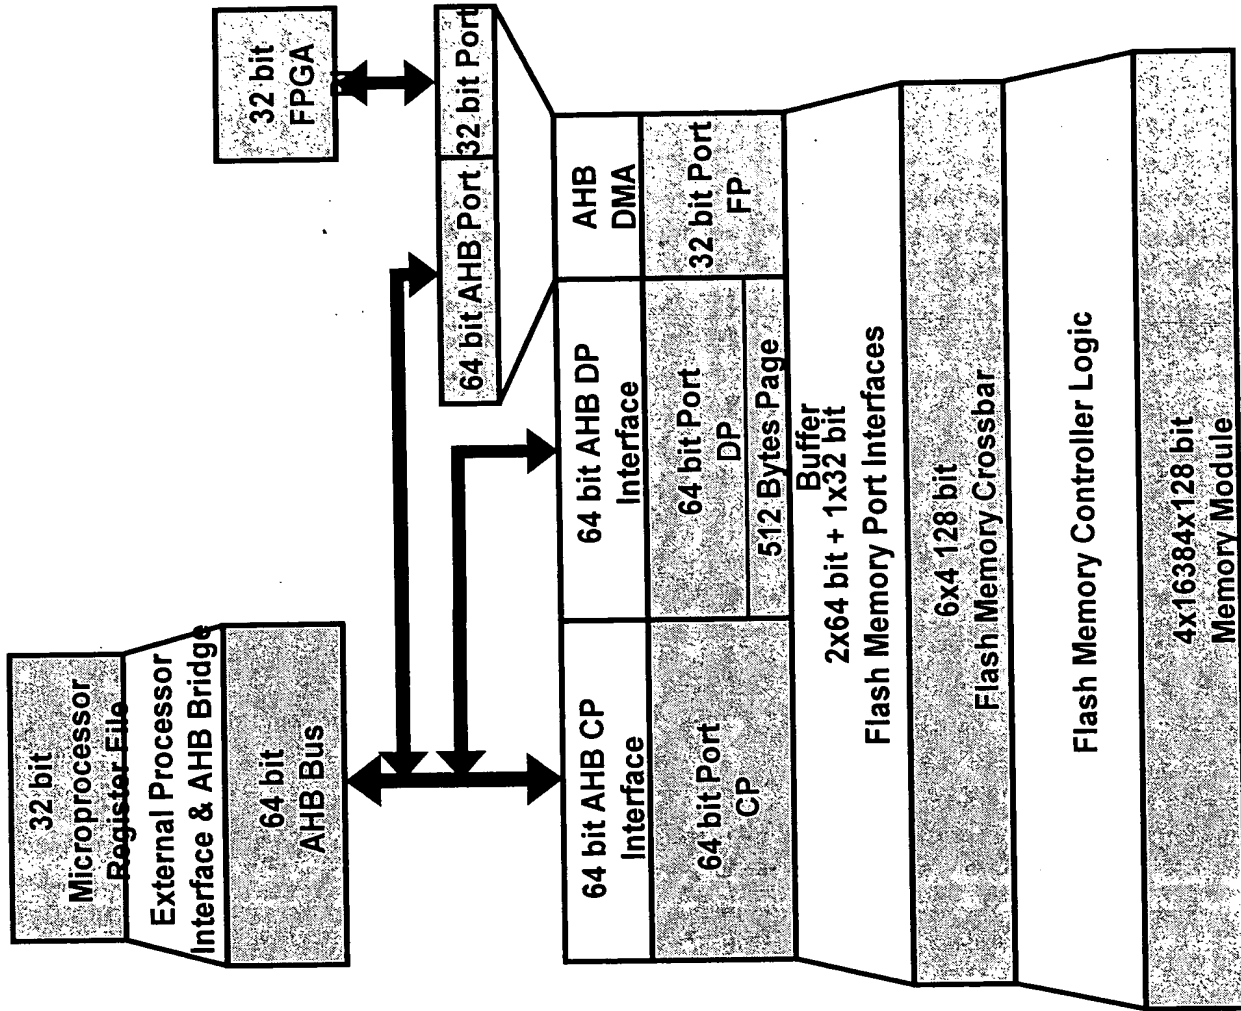 32 bit
Microprocessor
Register File
External Processor
Interface & AHB Bridge
64 bit
AHB Bus
32 bit
FPGA
64 bit AHB Port
32 bit Port
64 bit AHB CP
Interface
64 bit AHB DP
Interface
AHB
DMA
64 bit Port
CP
64 bit Port
DP
512 Bytes Page
Buffer
32 bit Port
FP
2x64 bit + 1x32 bit
Flash Memory Port Interfaces
6x4 128 bit
Flash Memory Crossbar
Flash Memory Controller Logic
4x16384x128 bit
Memory Module